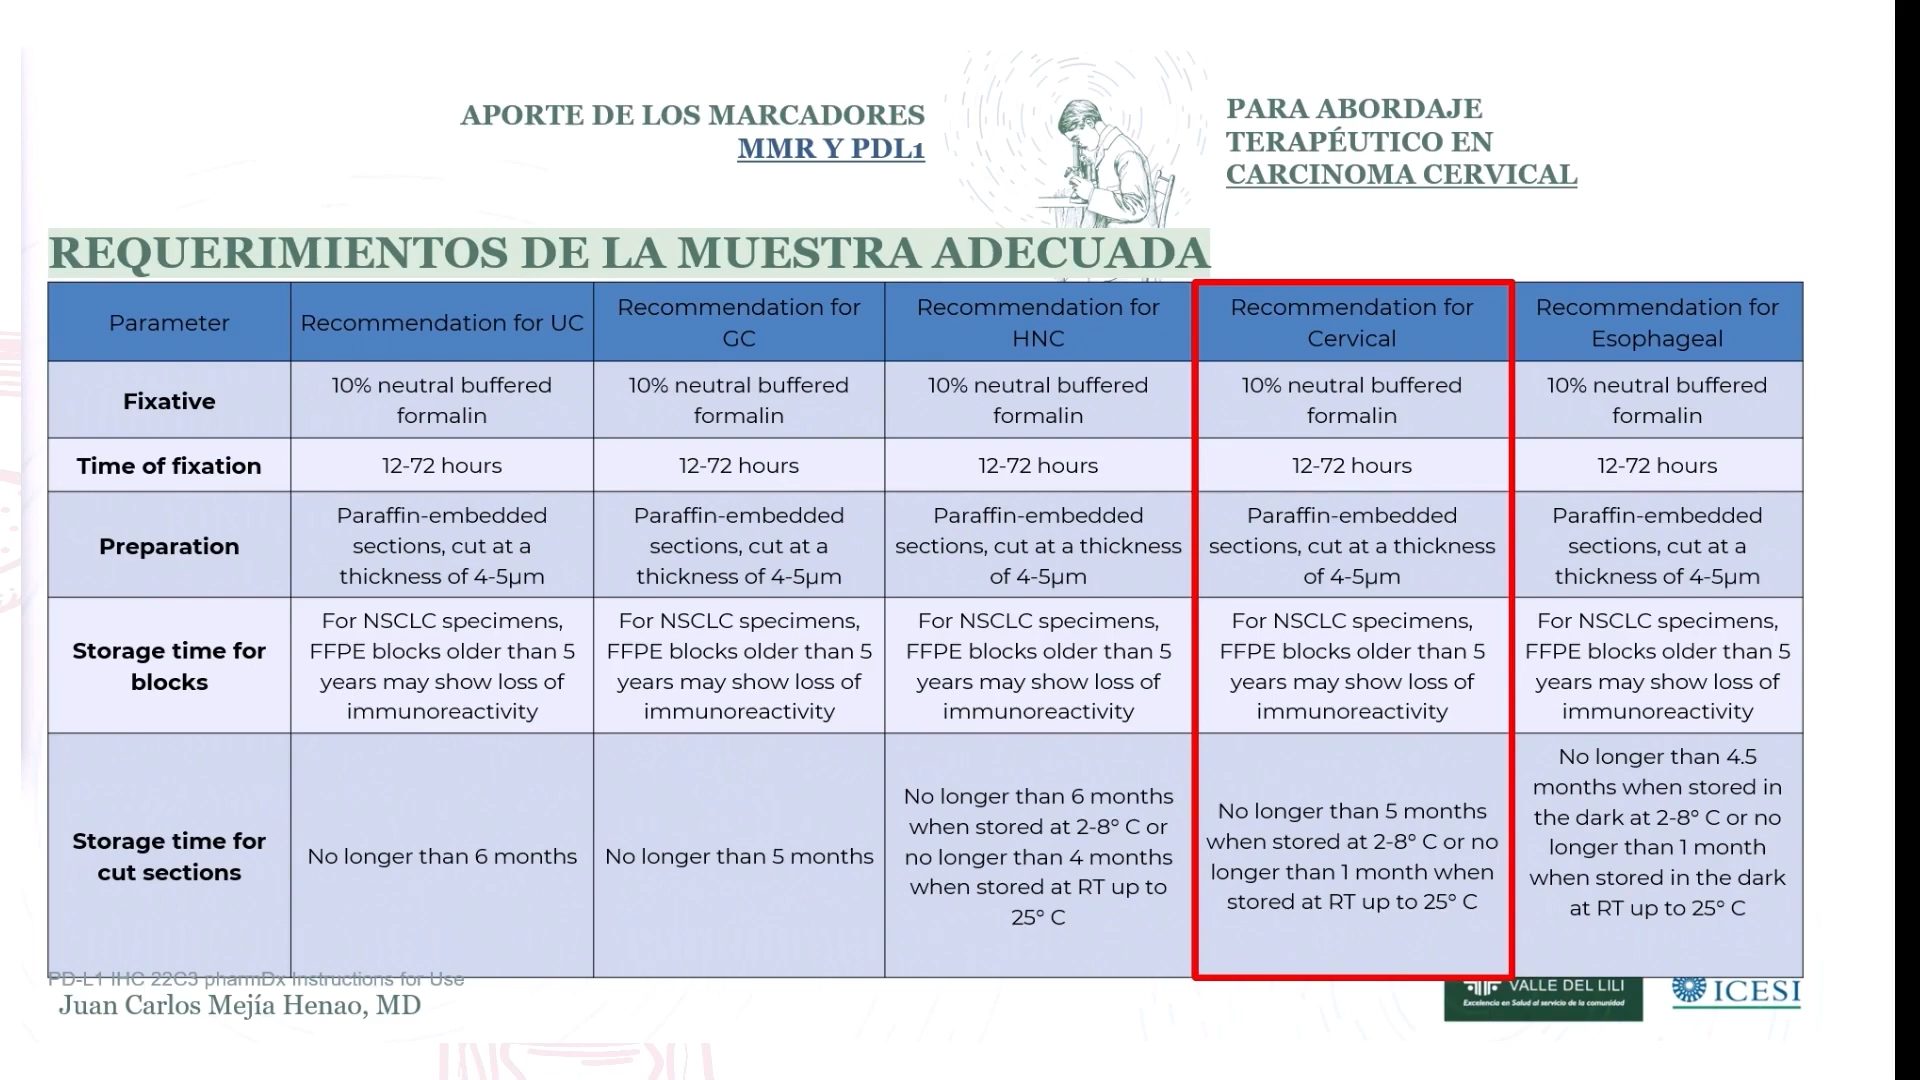 APORTE DE LOS MARCADORES
MMR Y PDL1
PARA ABORDAJE
TERAPÉUTICO EN
CARCINOMA CERVICAL
REQUERIMIENTOS DE LA MUESTRA ADECUADA
Parameter
Recommendation for UC
Recommendation for
GC
Recommendation for
HNC
Recommendation for
Cervical
Recommendation for
Esophageal
Fixative
10% neutral buffered
formalin
10% neutral buffered
formalin
10% neutral buffered
formalin
10% neutral buffered
formalin
10% neutral buffered
formalin
Time of fixation
12-72 hours
12-72 hours
12-72 hours
12-72 hours
12-72 hours
Preparation
Paraffin-embedded
sections, cut at a
thickness of 4-5µm
Paraffin-embedded
sections, cut at a
thickness of 4-5µm
Paraffin-embedded
sections, cut at a thickness
of 4-5µm
Paraffin-embedded
sections, cut at a thickness
of 4-5µm
Paraffin-embedded
sections, cut at a
thickness of 4-5µm
Storage time for
blocks
For NSCLC specimens,
FFPE blocks older than 5
years may show loss of
immunoreactivity
For NSCLC specimens,
FFPE blocks older than 5
years may show loss of
immunoreactivity
For NSCLC specimens,
FFPE blocks older than 5
years may show loss of
immunoreactivity
For NSCLC specimens,
FFPE blocks older than 5
years may show loss of
immunoreactivity
For NSCLC specimens,
FFPE blocks older than 5
years may show loss of
immunoreactivity
Storage time for
cut sections
No longer than 6 months
No longer than 5 months
No longer than 6 months
when stored at 2-8° C or
no longer than 4 months
when stored at RT up to
25° C
No longer than 5 months
when stored at 2-8° C or no
longer than 1 month when
stored at RT up to 25° C
No longer than 4.5
months when stored in
the dark at 2-8° C or no
longer than 1 month
when stored in the dark
at RT up to 25° C
PD-L1 IHC 22C3 pharmDx Instructions for Use
Juan Carlos Mejía Henao, MD
VALLE DEL LILI
Excelencia en Salud al servicio de la comunidad
ICESI